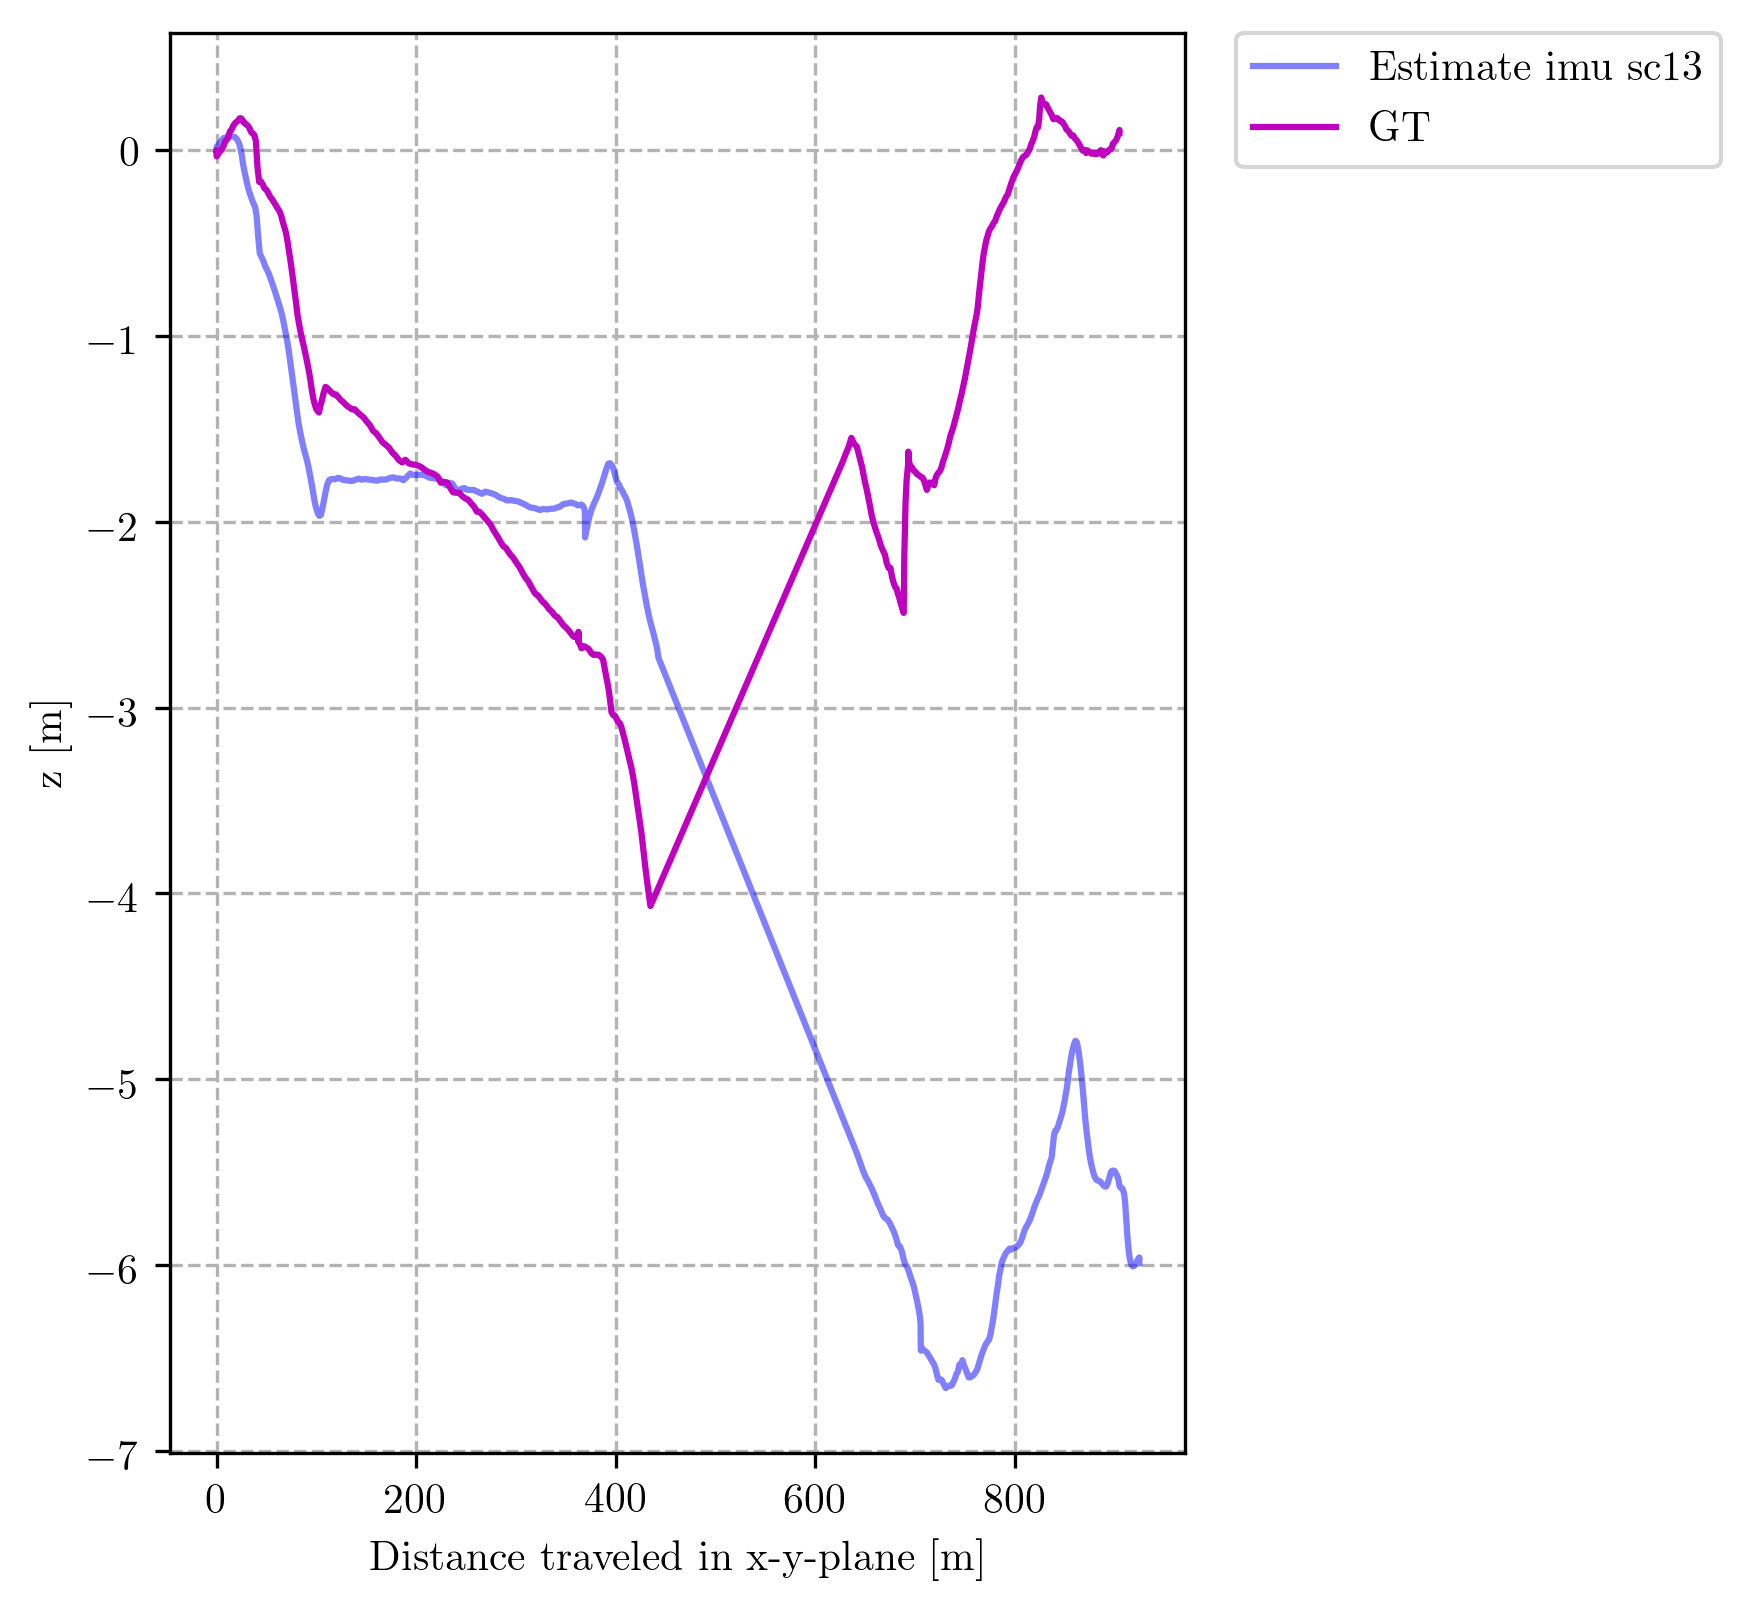 Estimate imu sc13
GT
0
−1
−2
−3
−4
−5
−6
−7
z [m]
0 200 400 600 800
Distance traveled in x-y-plane [m]